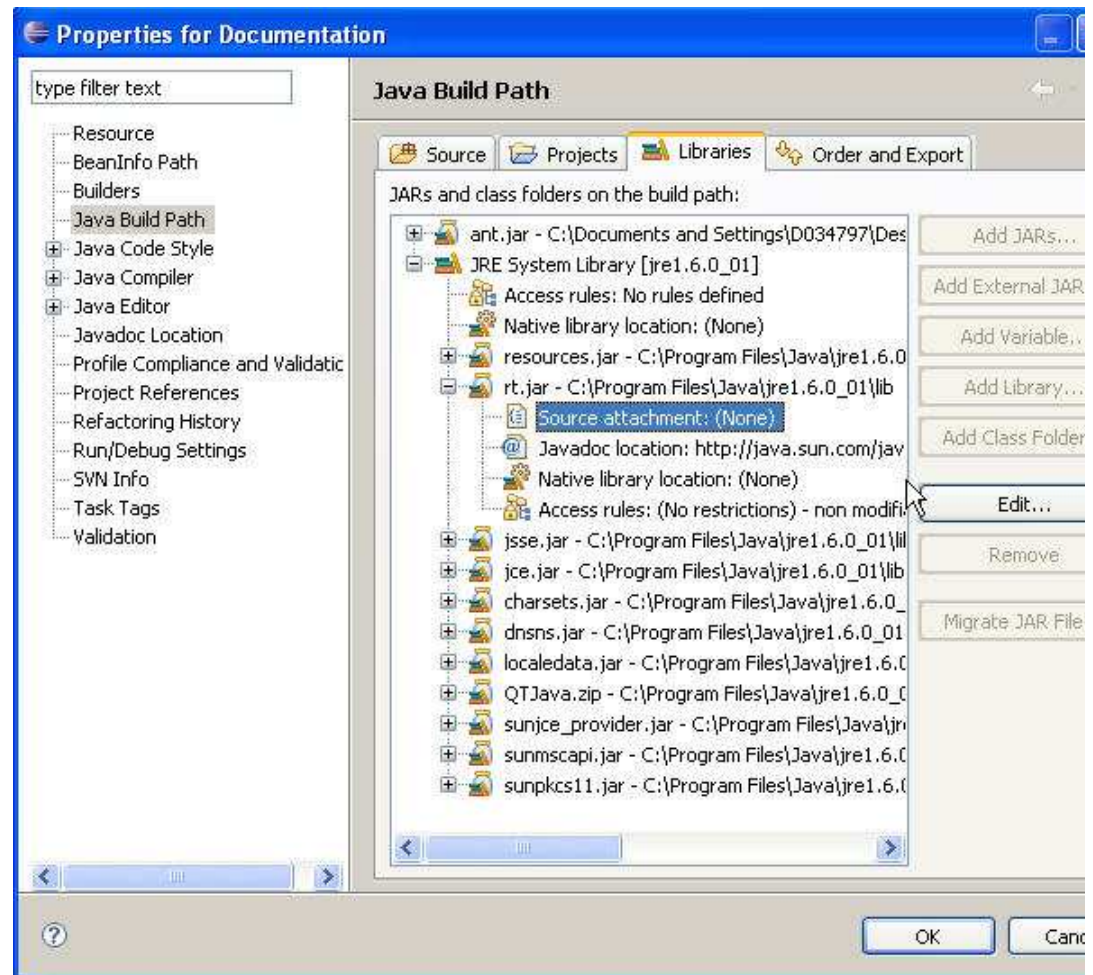 Properties for Documentation
type filter text
Resource
BeanInfo Path
Builders
Java Build Path
Java Code Style
Java Compiler
Java Editor
Javadoc Location
Profile Compliance and Validatic
Project References
Refactoring History
Run/Debug Settings
SVN Info
Task Tags
Validation
Java Build Path
Source Projects Libraries Order and Export
JARs and class folders on the build path:
ant.jar - C:\Documents and Settings\D034797\Des
JRE System Library [jre1.6.0_01]
Access rules: No rules defined
Native library location: (None)
resources.jar - C:\Program Files\Java\jre1.6.0
rt.jar - C:\Program Files\Java\jre1.6.0_01\lib
Source attachment: (None)
Javadoc location: http://java.sun.com/jav
Native library location: (None)
Access rules: (No restrictions) - non modifi
jsse.jar - C:\Program Files\Java\jre1.6.0_01\lil
jce.jar - C:\Program Files\Java\jre1.6.0_01\lib
charsets.jar - C:\Program Files\Java\jre1.6.0_
dnsns.jar - C:\Program Files\Java\jre1.6.0_01
localedata.jar - C:\Program Files\Java\jre1.6.0
QTJava.zip - C:\Program Files\Java\jre1.6.0_0
sunjce_provider.jar - C:\Program Files\Java\jre
sunmscapi.jar - C:\Program Files\Java\jre1.6.0
sunpkcs11.jar - C:\Program Files\Java\jre1.6.0
Add JARs...
Add External JAR
Add Variable..
Add Library...
Add Class Folder
Edit...
Remove
Migrate JAR File
OK
Canc